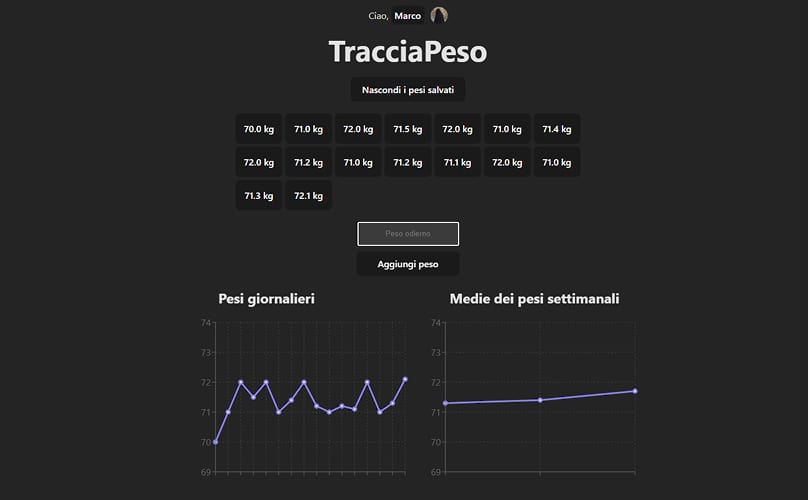 Ciao, Marco
TracciaPeso
Nascondi i pesi salvati
70.0 kg 71.0 kg 72.0 kg 71.5 kg 72.0 kg 71.0 kg 71.4 kg
72.0 kg 71.2 kg 71.0 kg 71.2 kg 71.1 kg 72.0 kg 71.0 kg
71.3 kg 72.1 kg
Peso odierno
Aggiungi peso
Pesi giornalieri
74
73
72
71
70
69
Medie dei pesi settimanali
74
73
72
71
70
69